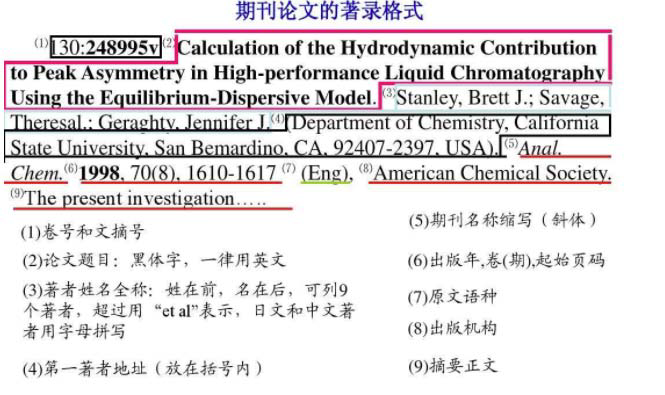 期刊论文的著录格式
(1)130:248995v (2)Calculation of the Hydrodynamic Contribution
to Peak Asymmetry in High-performance Liquid Chromatography
Using the Equilibrium-Dispersive Model. (3)Stanley, Brett J.; Savage,
Theresal.; Geraghty, Jennifer J.(4)(Department of Chemistry, California
State University, San Bemardino, CA, 92407-2397, USA). (5)Anal.
Chem.(6)1998, 70(8), 1610-1617 (7) (Eng), (8)American Chemical Society.
(9)The present investigation…..
(1)卷号和文摘号
(2)论文题目：黑体字，一律用英文
(3)著者姓名全称：姓在前，名在后，可列9
个著者，超过用“et al”表示，日文和中文著
者用字母拼写
(4)第一著者地址（放在括号内）
(5)期刊名称缩写（斜体）
(6)出版年,卷(期),起始页码
(7)原文语种
(8)出版机构
(9)摘要正文